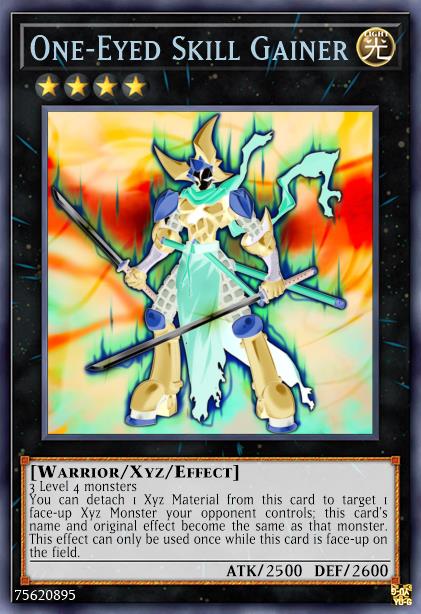 One-Eyed Skill Gainer
LIGHT
光
[Warrior/Xyz/Effect]
3 Level 4 monsters
You can detach 1 Xyz Material from this card to target 1
face-up Xyz Monster your opponent controls; this card's
name and original effect become the same as that monster.
This effect can only be used once while this card is face-up on
the field.
ATK/2500 DEF/2600
75620895